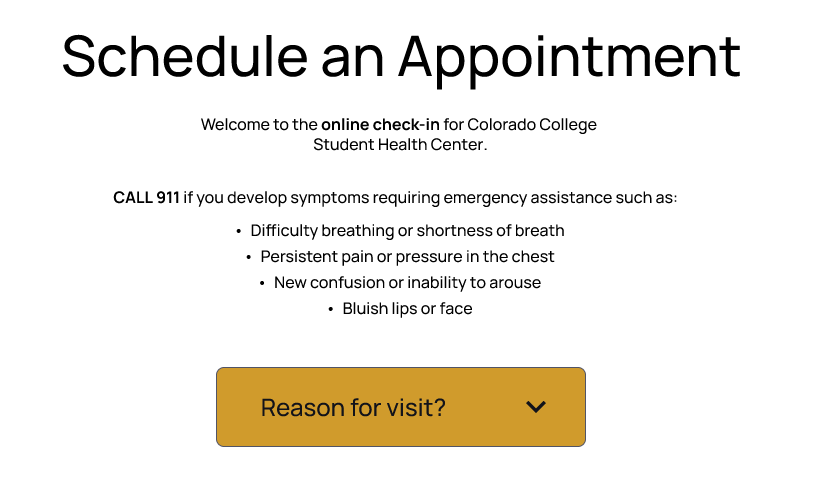 Schedule an Appointment
Welcome to the online check-in for Colorado College
Student Health Center.
CALL 911 if you develop symptoms requiring emergency assistance such as:
• Difficulty breathing or shortness of breath
• Persistent pain or pressure in the chest
• New confusion or inability to arouse
• Bluish lips or face
Reason for visit?